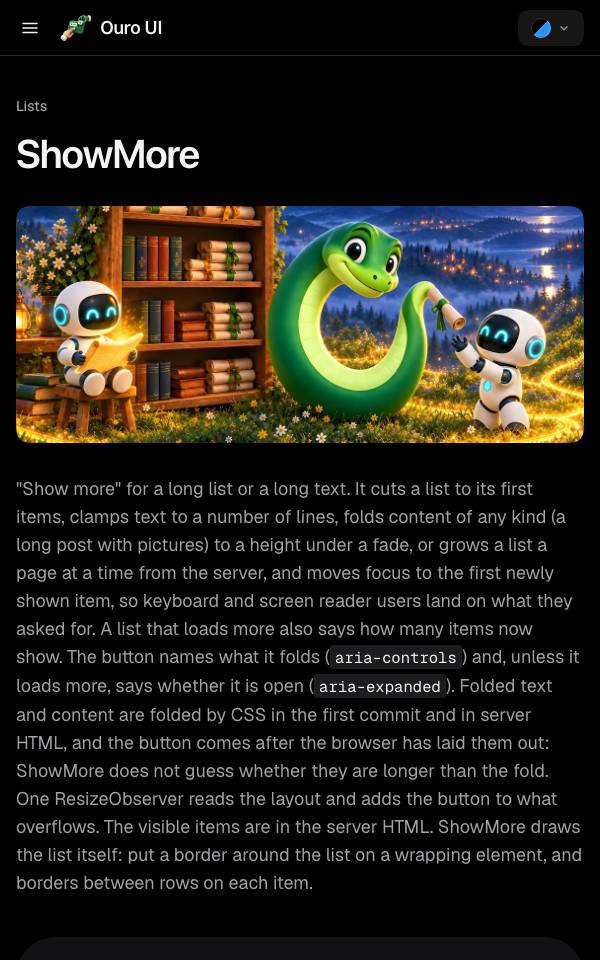 Ouro UI
Lists
ShowMore
"Show more" for a long list or a long text. It cuts a list to its first
items, clamps text to a number of lines, folds content of any kind (a
long post with pictures) to a height under a fade, or grows a list a
page at a time from the server, and moves focus to the first newly
shown item, so keyboard and screen reader users land on what they
asked for. A list that loads more also says how many items now
show. The button names what it folds (aria-controls) and, unless it
loads more, says whether it is open (aria-expanded). Folded text
and content are folded by CSS in the first commit and in server
HTML, and the button comes after the browser has laid them out:
ShowMore does not guess whether they are longer than the fold.
One ResizeObserver reads the layout and adds the button to what
overflows. The visible items are in the server HTML. ShowMore draws
the list itself: put a border around the list on a wrapping element, and
borders between rows on each item.